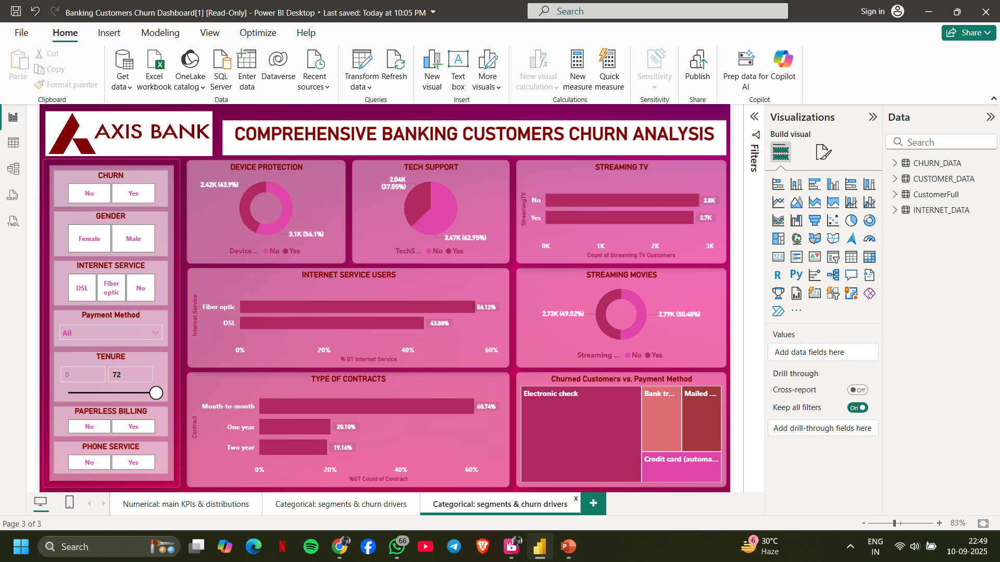 Banking Customers Churn Dashboard[1] [Read-Only] - Power BI Desktop • Last saved: Today at 10:05 PM
Search
Sign in
File
Home
Insert
Modeling
View
Optimize
Help
Share
Paste
Cut
Copy
Format painter
Clipboard
Get data
Excel workbook
OneLake catalog
SQL Server
Enter data
Dataverse
Recent sources
Data
Transform data
Refresh
Queries
New visual
Text box
More visuals
Insert
New visual calculation
New measure
Quick measure
Calculations
Sensitivity
Sensitivity
Publish
Share
Prep data for AI
Copilot
Copilot
AXIS BANK
COMPREHENSIVE BANKING CUSTOMERS CHURN ANALYSIS
CHURN
No
Yes
GENDER
Female
Male
INTERNET SERVICE
DSL
Fiber optic
No
Payment Method
All
TENURE
0
72
PAPERLESS BILLING
No
Yes
PHONE SERVICE
No
Yes
DEVICE PROTECTION
2.42K (43.9%)
3.1K (56.1%)
Device... No Yes
TECH SUPPORT
2.04K (37.05%)
3.47K (62.95%)
TechS... No Yes
STREAMING TV
StreamingTV
No
2.8K
Yes
2.7K
0K 1K 2K 3K
Count of Streaming TV Customers
INTERNET SERVICE USERS
Internet Service
Fiber optic
56.12%
DSL
43.88%
0% 20% 40% 60%
% GT Internet Service
STREAMING MOVIES
2.73K (49.52%)
2.79K (50.48%)
Streaming ... No Yes
TYPE OF CONTRACTS
Contract
Month-to-month
60.74%
One year
20.10%
Two year
19.16%
0% 20% 40% 60%
%GT Count of Contract
Churned Customers vs. Payment Method
Electronic check
Bank tr...
Mailed ...
Credit card (automa...
Filters
Visualizations
Build visual
123
R
Py
123
...
Values
Add data fields here
Drill through
Cross-report
Off
Keep all filters
On
Add drill-through fields here
Data
Search
CHURN_DATA
CUSTOMER_DATA
CustomerFull
INTERNET_DATA
DAX
TMDL
Numerical: main KPIs & distributions
Categorical: segments & churn drivers
Categorical: segments & churn drivers
x
+
Page 3 of 3
- + 83%
Search
66
6
30°C
Haze
ENG
IN
22:49
10-09-2025